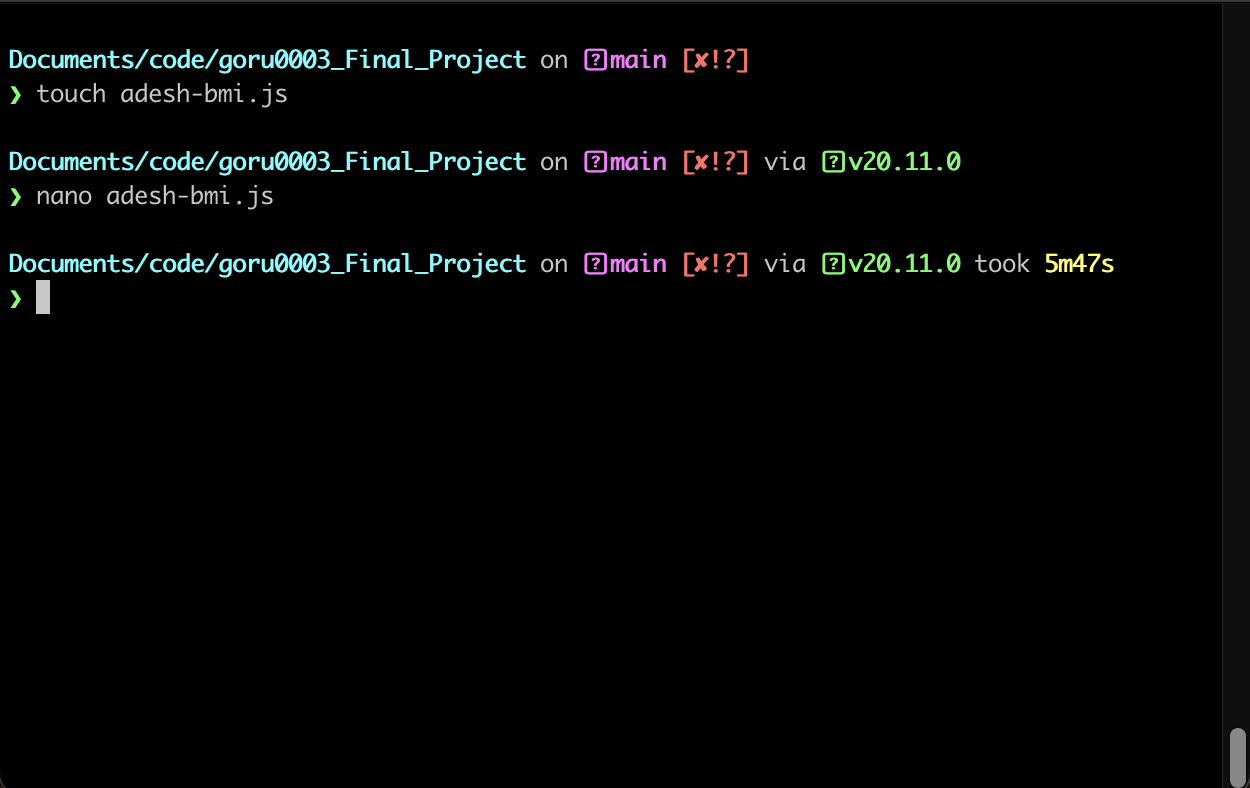 Documents/code/goru0003_Final_Project on ?main [✘!?]
❯ touch adesh-bmi.js
Documents/code/goru0003_Final_Project on ?main [✘!?] via ?v20.11.0
❯ nano adesh-bmi.js
Documents/code/goru0003_Final_Project on ?main [✘!?] via ?v20.11.0 took 5m47s
❯